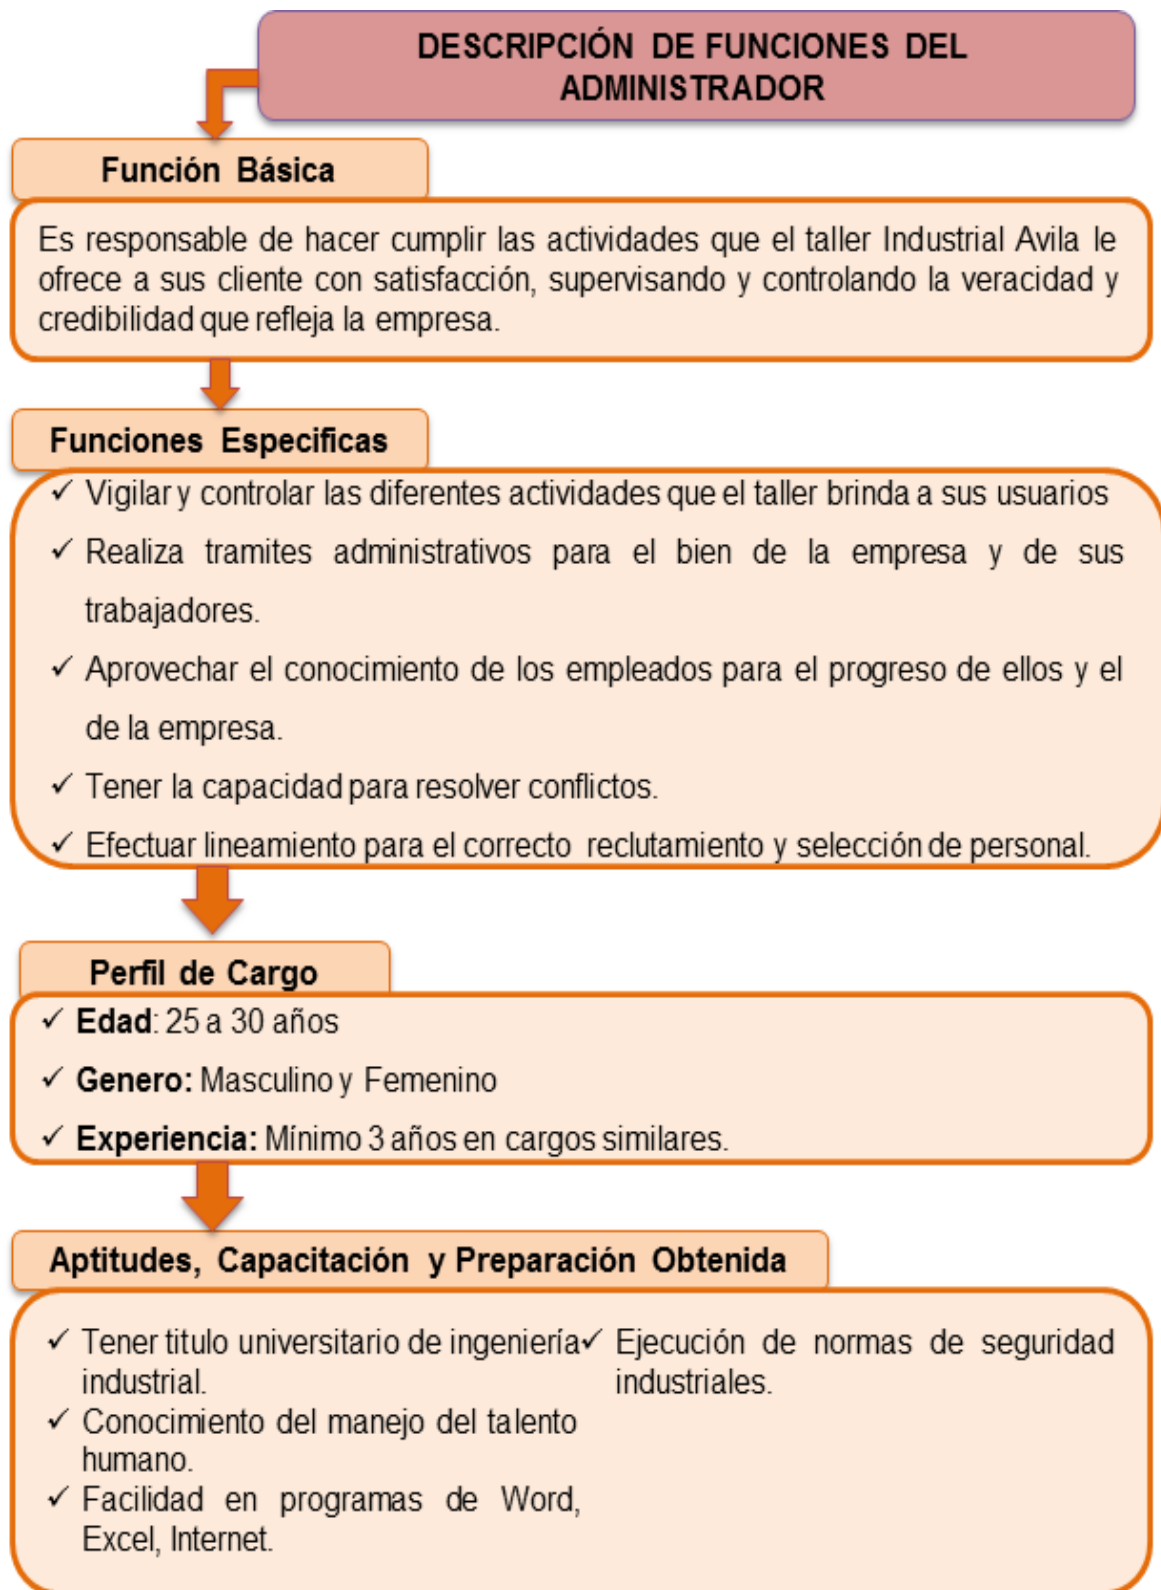 DESCRIPCIÓN DE FUNCIONES DEL
ADMINISTRADOR
Función Básica
Es responsable de hacer cumplir las actividades que el taller Industrial Avila le
ofrece a sus cliente con satisfacción, supervisando y controlando la veracidad y
credibilidad que refleja la empresa.
Funciones Especificas
✓ Vigilar y controlar las diferentes actividades que el taller brinda a sus usuarios
✓ Realiza tramites administrativos para el bien de la empresa y de sus
trabajadores.
✓ Aprovechar el conocimiento de los empleados para el progreso de ellos y el
de la empresa.
✓ Tener la capacidad para resolver conflictos.
✓ Efectuar lineamiento para el correcto reclutamiento y selección de personal.
Perfil de Cargo
✓ Edad: 25 a 30 años
✓ Genero: Masculino y Femenino
✓ Experiencia: Mínimo 3 años en cargos similares.
Aptitudes, Capacitación y Preparación Obtenida
✓ Tener titulo universitario de ingeniería
industrial.
✓ Conocimiento del manejo del talento
humano.
✓ Facilidad en programas de Word,
Excel, Internet.
✓ Ejecución de normas de seguridad
industriales.